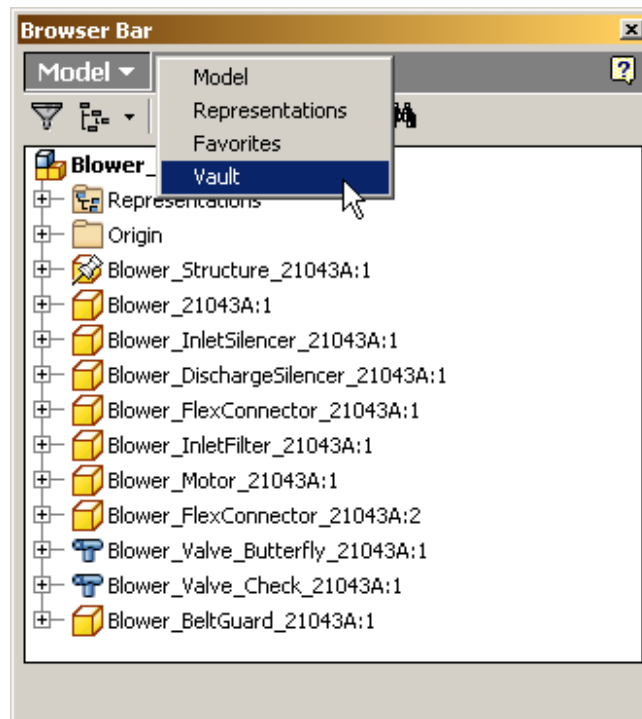 Browser Bar
Model
Model
Representations
Favorites
Vault
Blower_
Representations
Origin
Blower_Structure_21043A:1
Blower_21043A:1
Blower_InletSilencer_21043A:1
Blower_DischargeSilencer_21043A:1
Blower_FlexConnector_21043A:1
Blower_InletFilter_21043A:1
Blower_Motor_21043A:1
Blower_FlexConnector_21043A:2
Blower_Valve_Butterfly_21043A:1
Blower_Valve_Check_21043A:1
Blower_BeltGuard_21043A:1